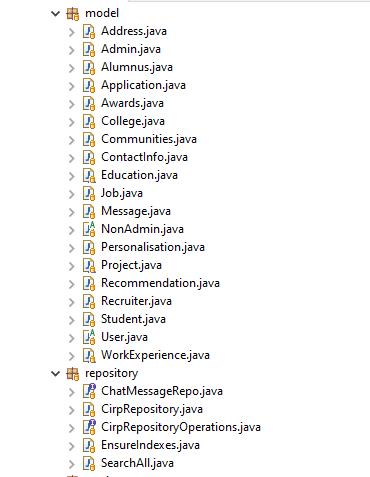 model
Address.java
Admin.java
Alumnus.java
Application.java
Awards.java
College.java
Communities.java
ContactInfo.java
Education.java
Job.java
Message.java
NonAdmin.java
Personalisation.java
Project.java
Recommendation.java
Recruiter.java
Student.java
User.java
WorkExperience.java
repository
ChatMessageRepo.java
CirpRepository.java
CirpRepositoryOperations.java
EnsureIndexes.java
SearchAll.java